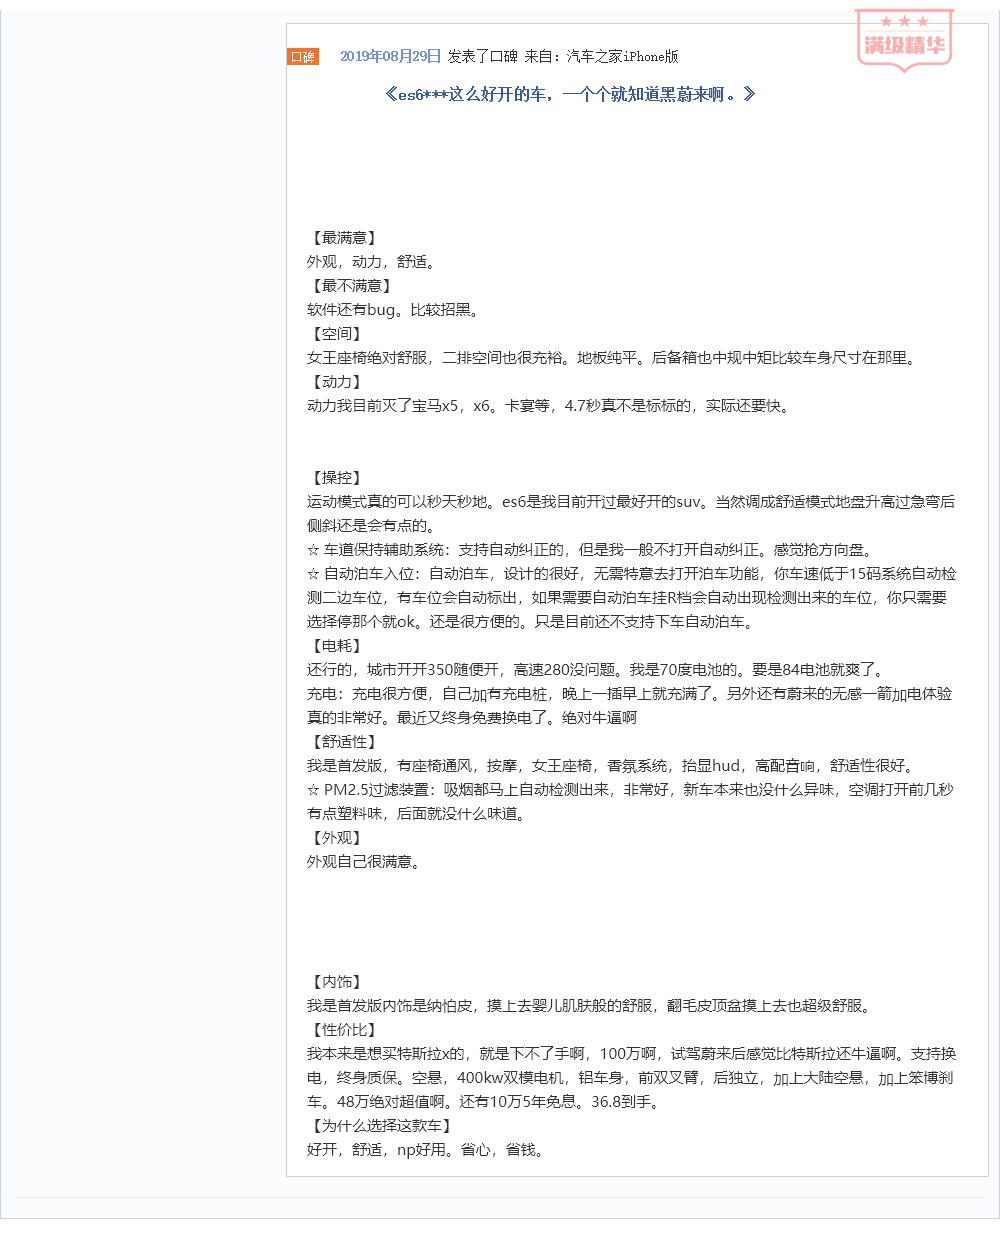 满级精华
口碑 2019年08月29日 发表了口碑 来自：汽车之家iPhone版
《es6***这么好开的车，一个个就知道黑蔚来啊。》
【最满意】
外观，动力，舒适。
【最不满意】
软件还有bug。比较招黑。
【空间】
女王座椅绝对舒服，二排空间也很充裕。地板纯平。后备箱也中规中矩比较车身尺寸在那里。
【动力】
动力我目前灭了宝马x5，x6。卡宴等，4.7秒真不是标标的，实际还要快。
【操控】
运动模式真的可以秒天秒地。es6是我目前开过最好开的suv。当然调成舒适模式地盘升高过急弯后
侧斜还是会有点的。
☆ 车道保持辅助系统：支持自动纠正的，但是我一般不打开自动纠正。感觉抢方向盘。
☆ 自动泊车入位：自动泊车，设计的很好，无需特意去打开泊车功能，你车速低于15码系统自动检
测二边车位，有车位会自动标出，如果需要自动泊车挂R档会自动出现检测出来的车位，你只需要
选择停那个就ok。还是很方便的。只是目前还不支持下车自动泊车。
【电耗】
还行的，城市开开350随便开，高速280没问题。我是70度电池的。要是84电池就爽了。
充电：充电很方便，自己加有充电桩，晚上一插早上就充满了。另外还有蔚来的无感一箭加电体验
真的非常好。最近又终身免费换电了。绝对牛逼啊
【舒适性】
我是首发版，有座椅通风，按摩，女王座椅，香氛系统，抬显hud，高配音响，舒适性很好。
☆ PM2.5过滤装置：吸烟都马上自动检测出来，非常好，新车本来也没什么异味，空调打开前几秒
有点塑料味，后面就没什么味道。
【外观】
外观自己很满意。
【内饰】
我是首发版内饰是纳怕皮，摸上去婴儿肌肤般的舒服，翻毛皮顶盆摸上去也超级舒服。
【性价比】
我本来是想买特斯拉x的，就是下不了手啊，100万啊，试驾蔚来后感觉比特斯拉还牛逼啊。支持换
电，终身质保。空悬，400kw双模电机，铝车身，前双叉臂，后独立，加上大陆空悬，加上笨博刹
车。48万绝对超值啊。还有10万5年免息。36.8到手。
【为什么选择这款车】
好开，舒适，np好用。省心，省钱。